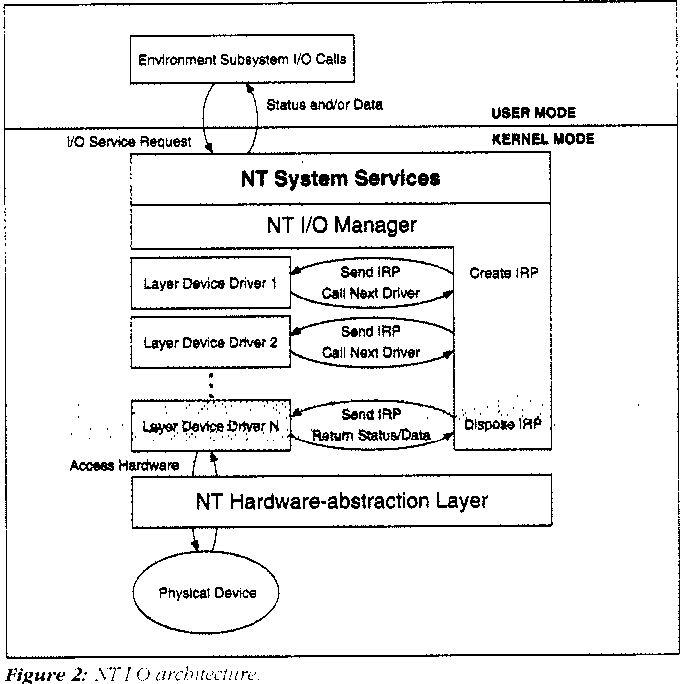 Environment Subsystem I/O Calls
Status and/or Data
USER MODE
I/O Service Request
KERNEL MODE
NT System Services
NT I/O Manager
Layer Device Driver 1
Send IRP
Call Next Driver
Create IRP
Layer Device Driver 2
Send IRP
Call Next Driver
Layer Device Driver N
Send IRP
Return Status/Data
Dispose IRP
Access Hardware
NT Hardware-abstraction Layer
Physical Device
Figure 2: NT I O architecture.